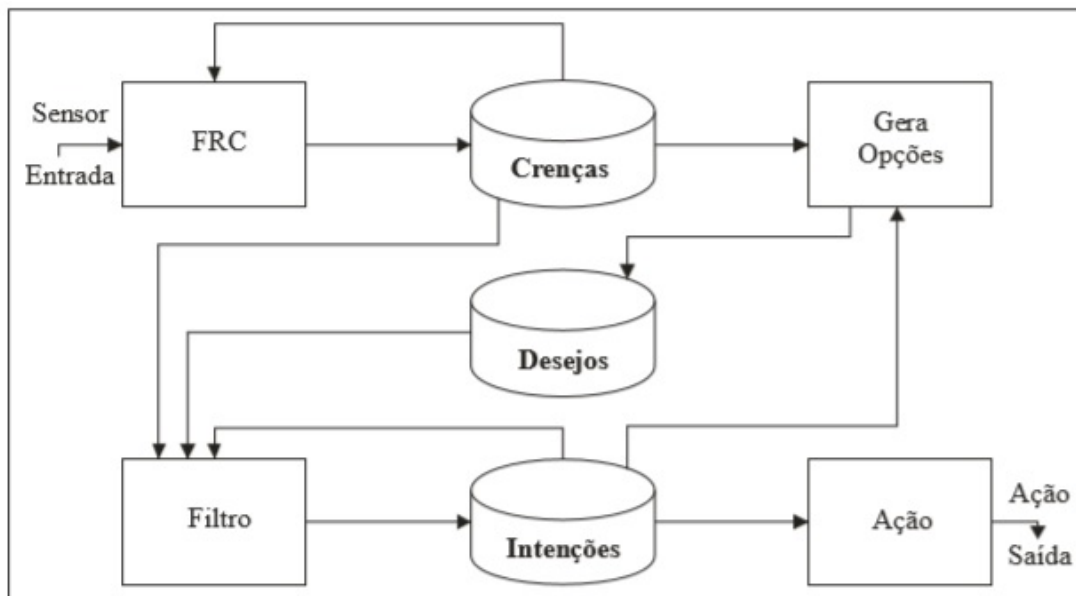 Sensor
Entrada
FRC
Crenças
Gera
Opções
Desejos
Filtro
Intenções
Ação
Ação
Saída